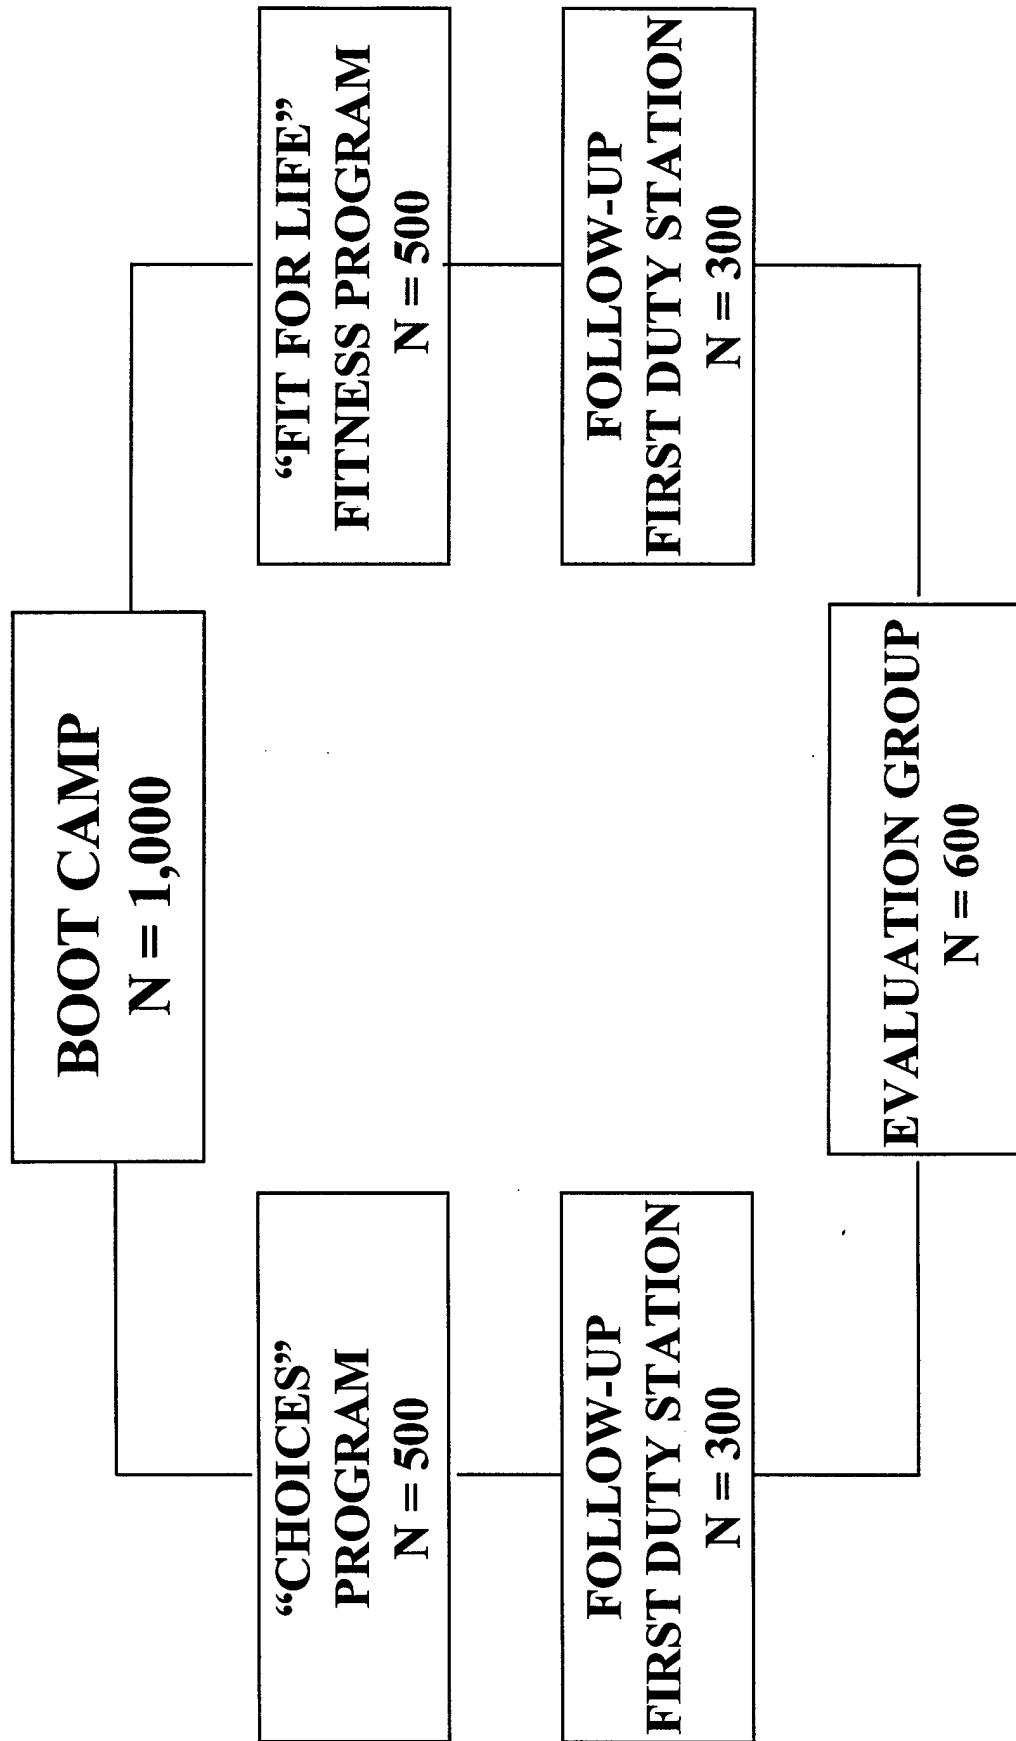 BOOT CAMP
N = 1,000
“CHOICES”
PROGRAM
N = 500
“FIT FOR LIFE”
FITNESS PROGRAM
N = 500
FOLLOW-UP
FIRST DUTY STATION
N = 300
FOLLOW-UP
FIRST DUTY STATION
N = 300
EVALUATION GROUP
N = 600